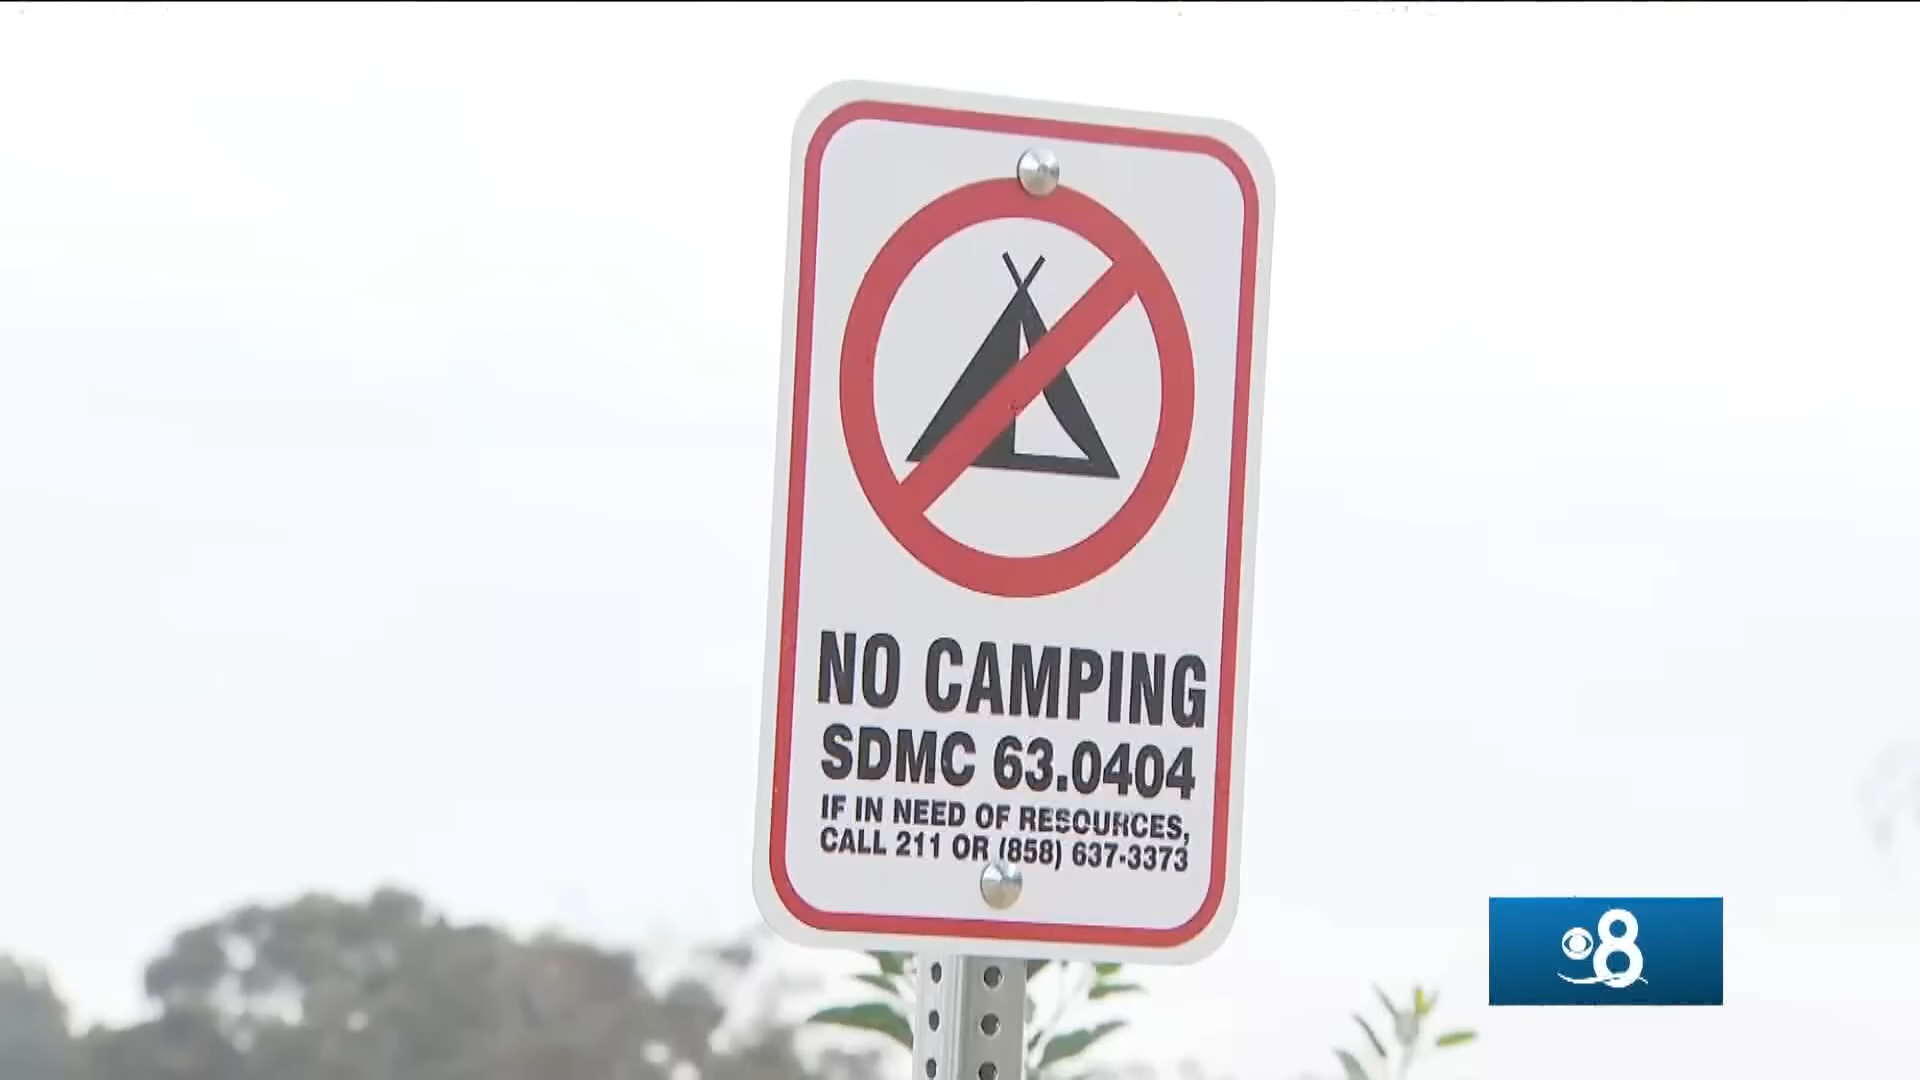 NO CAMPING
SDMC 63.0404
IF IN NEED OF RESOURCES,
CALL 211 OR (858) 637-3373
8